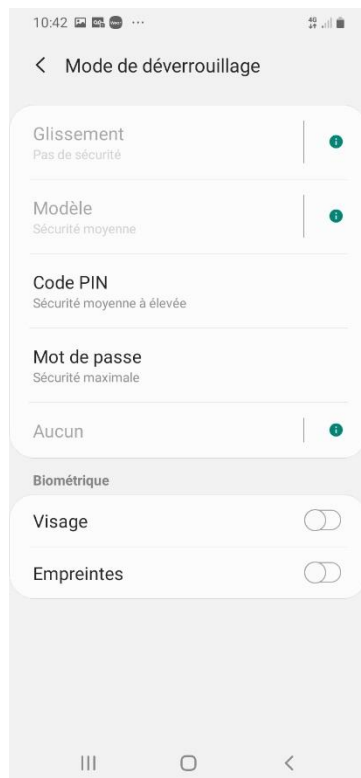 10:42
4G
Mode de déverrouillage
Glissement
Pas de sécurité
Modèle
Sécurité moyenne
Code PIN
Sécurité moyenne à élevée
Mot de passe
Sécurité maximale
Aucun
Biométrique
Visage
Empreintes